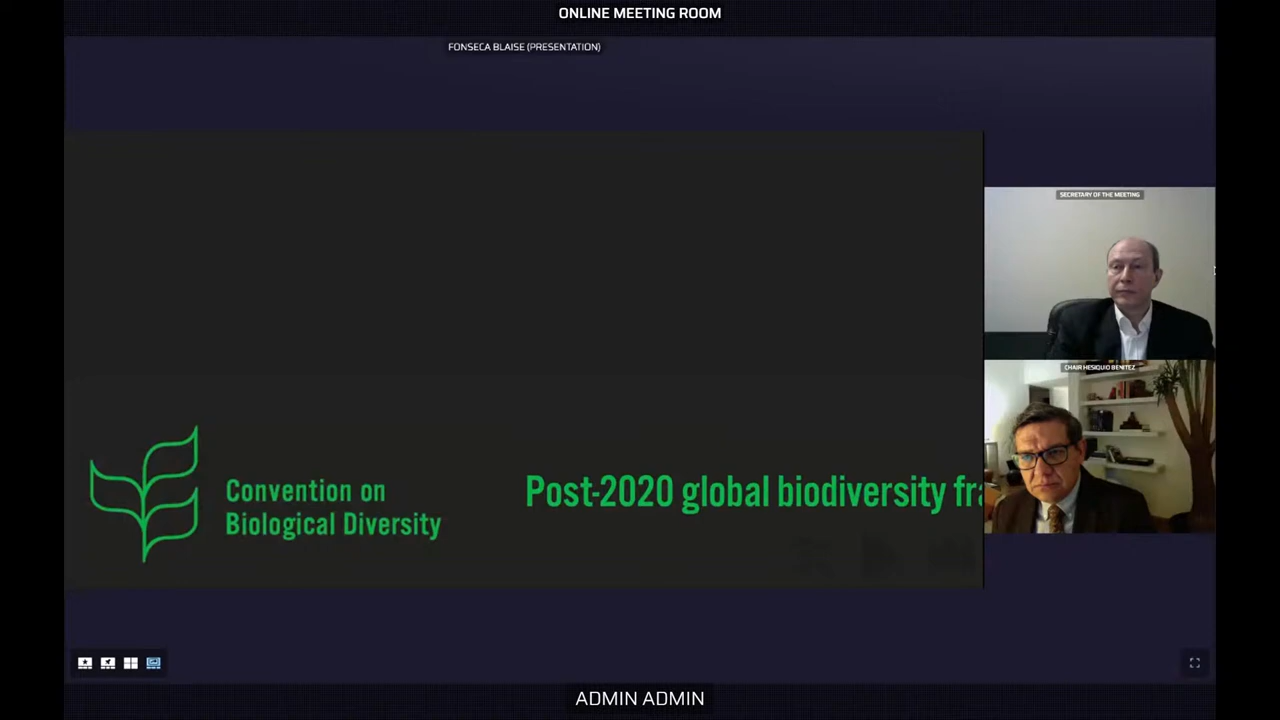 ONLINE MEETING ROOM
FONSECA BLAISE (PRESENTATION)
SECRETARY OF THE MEETING
CHAIR HESIQUIO BENITEZ
Convention on
Biological Diversity
Post-2020 global biodiversity fra
ADMIN ADMIN